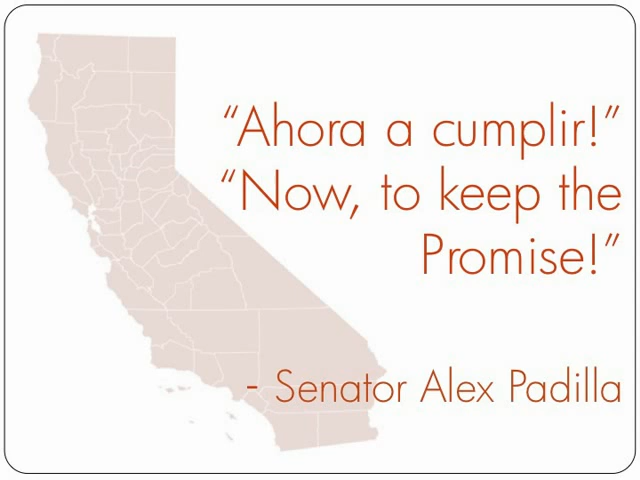 “Ahora a cumplir!”
“Now, to keep the
Promise!”
- Senator Alex Padilla